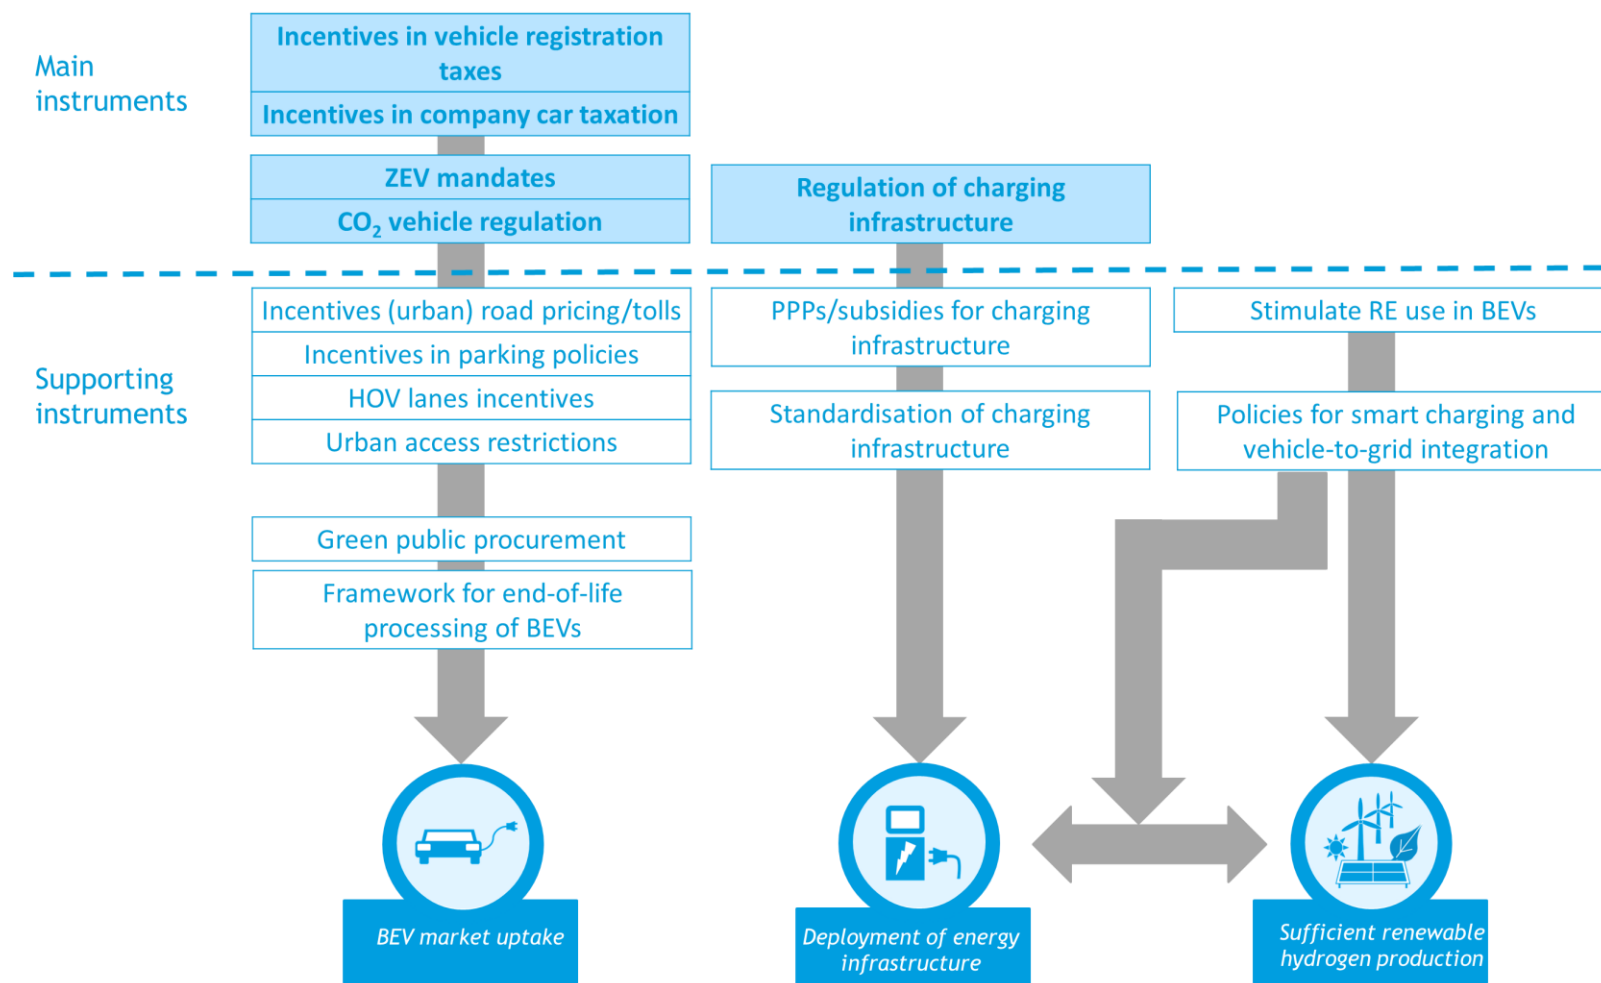 Main
instruments
Incentives in vehicle registration
taxes
Incentives in company car taxation
ZEV mandates
CO₂ vehicle regulation
Regulation of charging
infrastructure
Supporting
instruments
Incentives (urban) road pricing/tolls
Incentives in parking policies
HOV lanes incentives
Urban access restrictions
Green public procurement
Framework for end-of-life
processing of BEVs
PPPs/subsidies for charging
infrastructure
Standardisation of charging
infrastructure
Stimulate RE use in BEVs
Policies for smart charging and
vehicle-to-grid integration
BEV market uptake
Deployment of energy
infrastructure
Sufficient renewable
hydrogen production